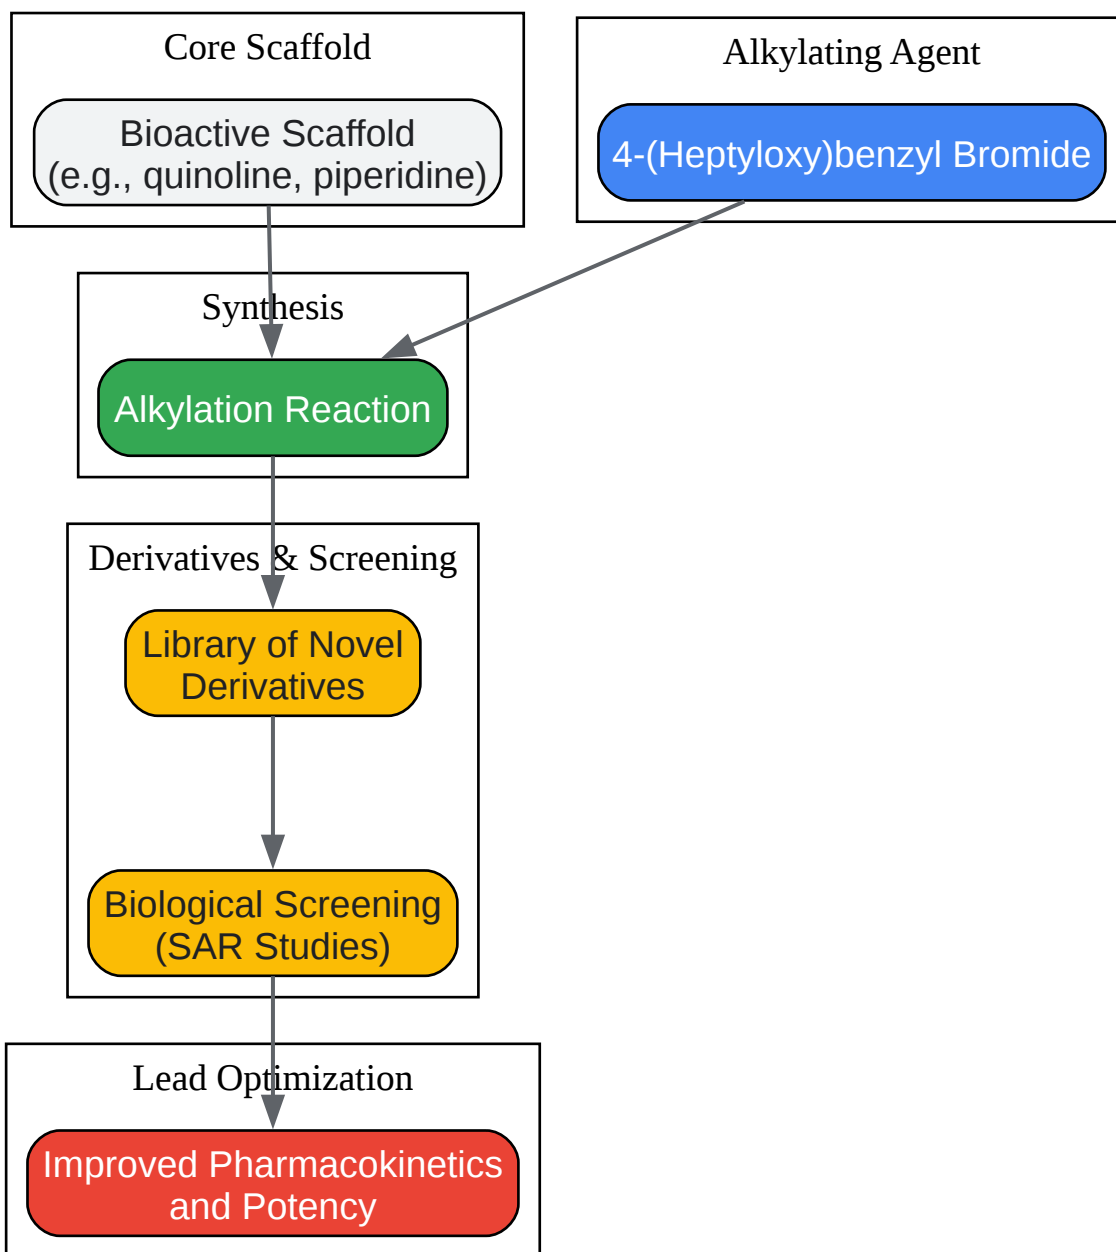 Core Scaffold
Bioactive Scaffold
(e.g., quinoline, piperidine)
Alkylating Agent
4-(Heptyloxy)benzyl Bromide
Synthesis
Alkylation Reaction
Derivatives & Screening
Library of Novel
Derivatives
Biological Screening
(SAR Studies)
Lead Optimization
Improved Pharmacokinetics
and Potency